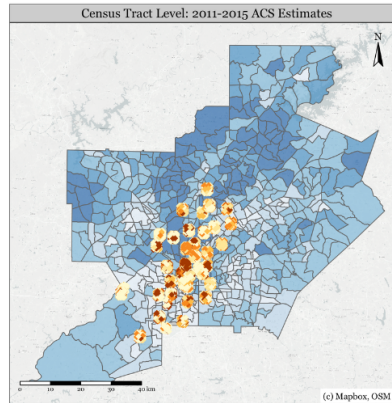 Census Tract Level: 2011-2015 ACS Estimates
N
0 10 20 30 40 km
(c) Mapbox, OSM